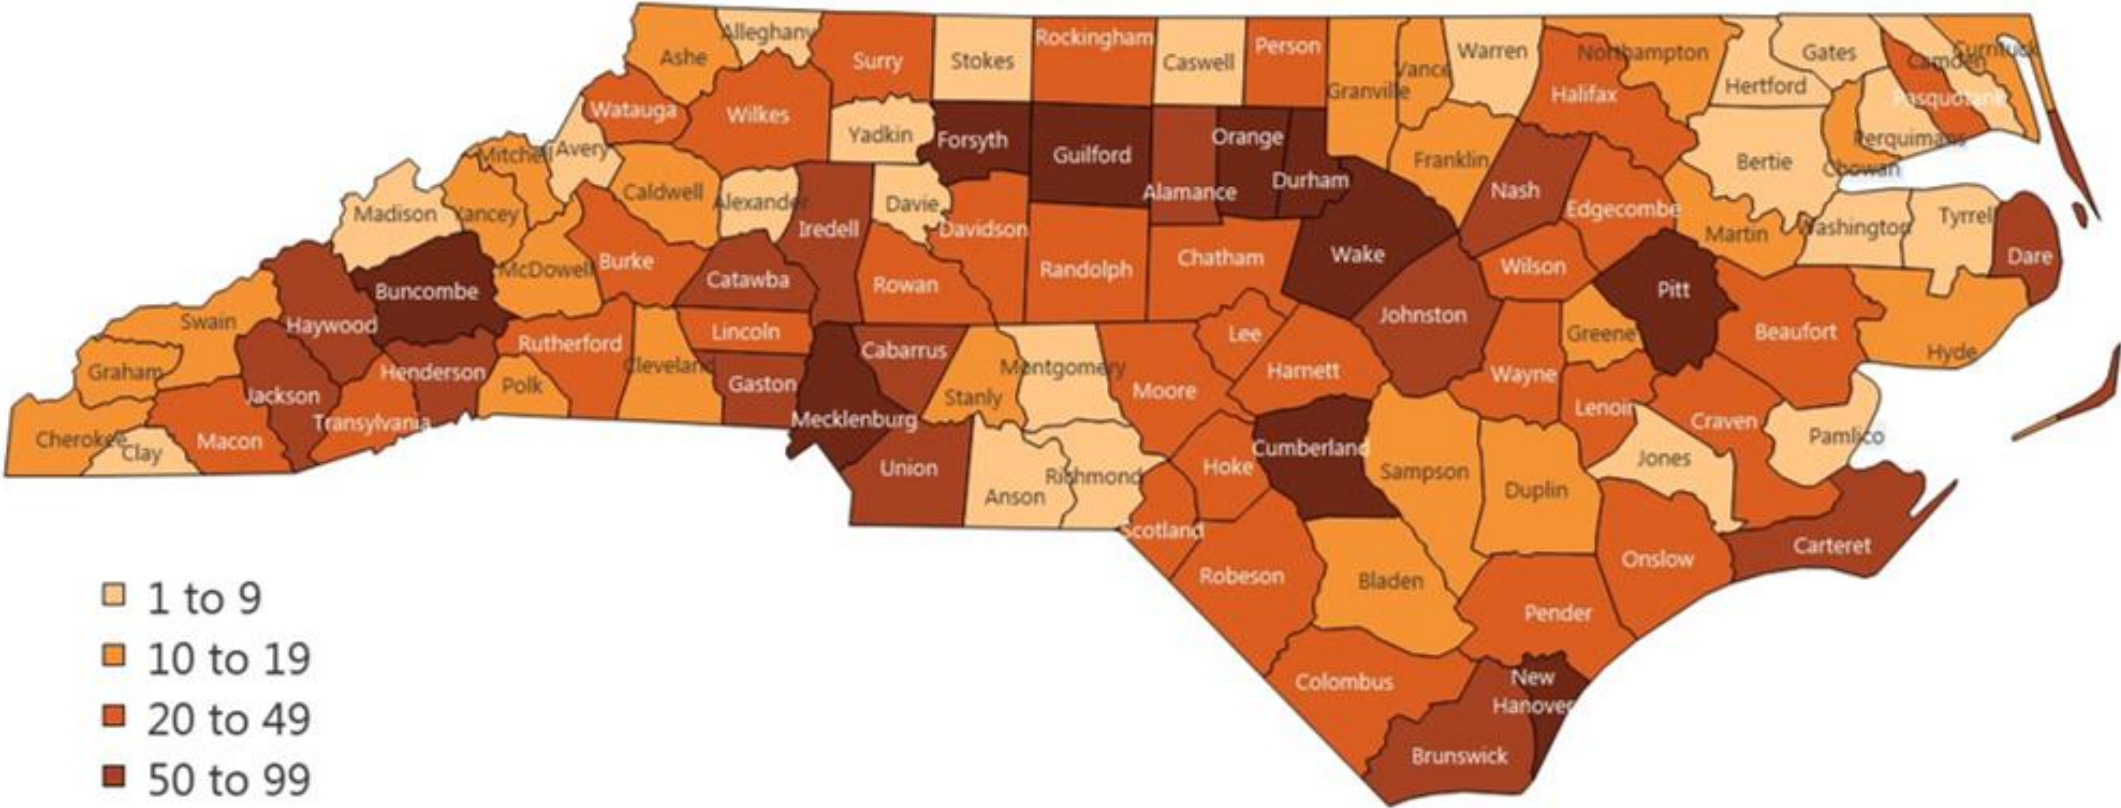 Alleghany
Ashe
Surry
Stokes
Rockingham
Caswell
Person
Granville
Vance
Warren
Northampton
Halifax
Hertford
Gates
Camden
Currituck
Pasquotank
Perquimans
Chowan
Bertie
Watauga
Wilkes
Yadkin
Forsyth
Guilford
Alamance
Orange
Durham
Franklin
Nash
Edgecombe
Martin
Washington
Tyrrell
Dare
Mitchell
Avery
Caldwell
Alexander
Iredell
Davie
Davidson
Randolph
Chatham
Wake
Wilson
Pitt
Beaufort
Hyde
Madison
Yancey
McDowell
Burke
Catawba
Rowan
Johnston
Greene
Buncombe
Swain
Haywood
Graham
Jackson
Henderson
Rutherford
Polk
Cleveland
Lincoln
Gaston
Cabarrus
Mecklenburg
Stanly
Montgomery
Moore
Lee
Harnett
Wayne
Lenoir
Craven
Pamlico
Jones
Cherokee
Clay
Macon
Transylvania
Union
Anson
Richmond
Hoke
Cumberland
Sampson
Duplin
Scotland
Robeson
Bladen
Onslow
Carteret
Pender
Colombus
New
Hanover
Brunswick
1 to 9
10 to 19
20 to 49
50 to 99